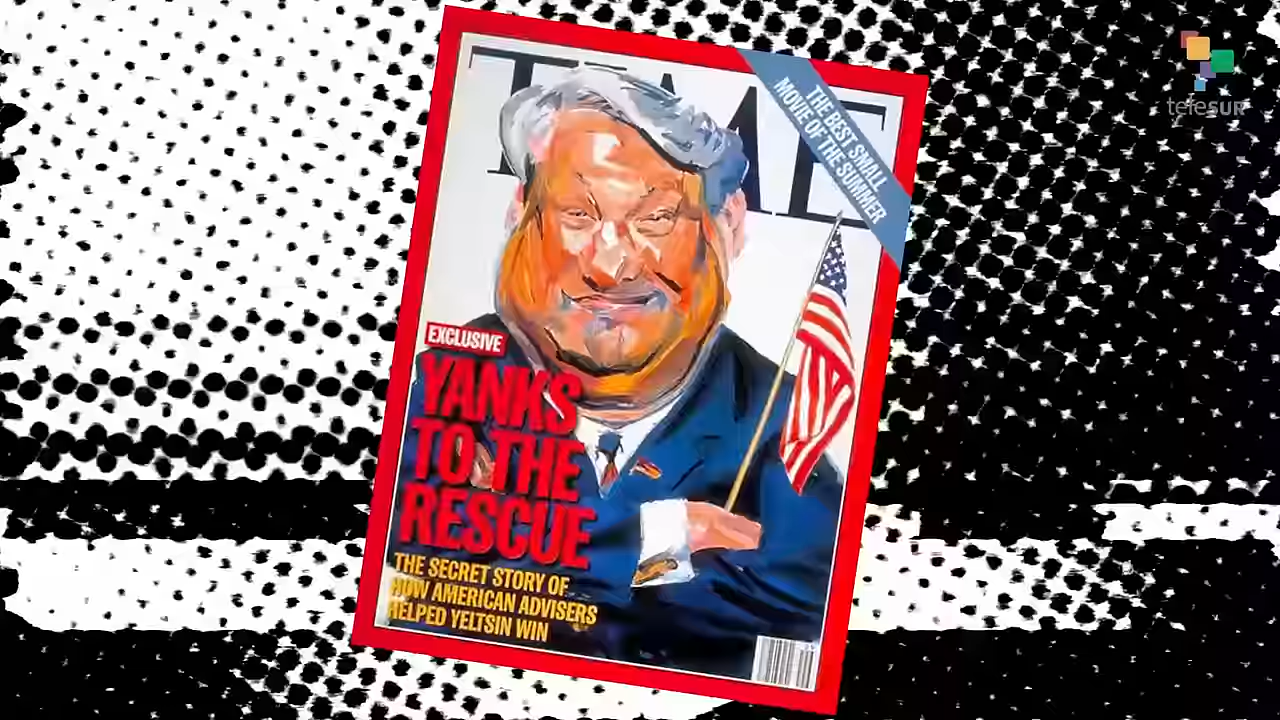 TIME
THE BEST SMALL
MOVIE OF THE SUMMER
EXCLUSIVE
YANKS
TO THE
RESCUE
THE SECRET STORY OF
HOW AMERICAN ADVISERS
HELPED YELTSIN WIN
teleSUR